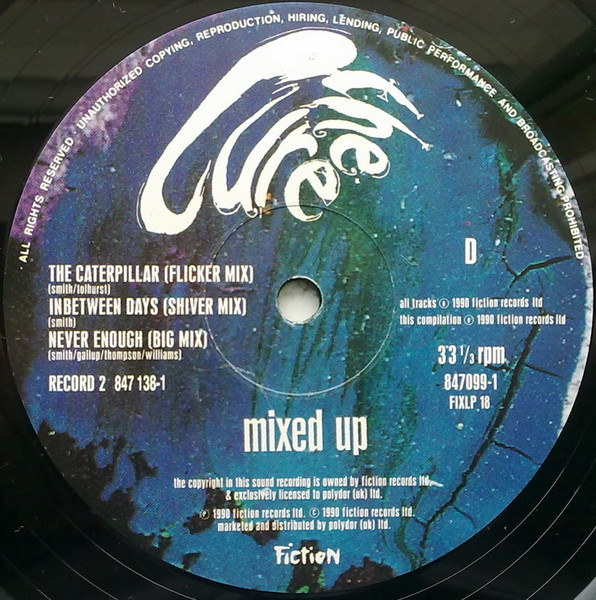 ALL RIGHTS RESERVED. UNAUTHORIZED COPYING, REPRODUCTION, HIRING, LENDING, PUBLIC PERFORMANCE AND BROADCASTING PROHIBITED
the CURE
D
THE CATERPILLAR (FLICKER MIX)
(smith/tolhurst)
INBETWEEN DAYS (SHIVER MIX)
(smith)
NEVER ENOUGH (BIG MIX)
(smith/gallup/thompson/williams)
RECORD 2 847 138-1
all tracks ℗ 1990 fiction records ltd
this compilation ℗ 1990 fiction records ltd
33 1/3 rpm
847099-1
FIXLP 18
mixed up
the copyright in this sound recording is owned by fiction records ltd.
& exclusively licensed to polydor (uk) ltd.
℗ 1990 fiction records ltd. © 1990 fiction records ltd.
marketed and distributed by polydor (uk) ltd.
Fiction